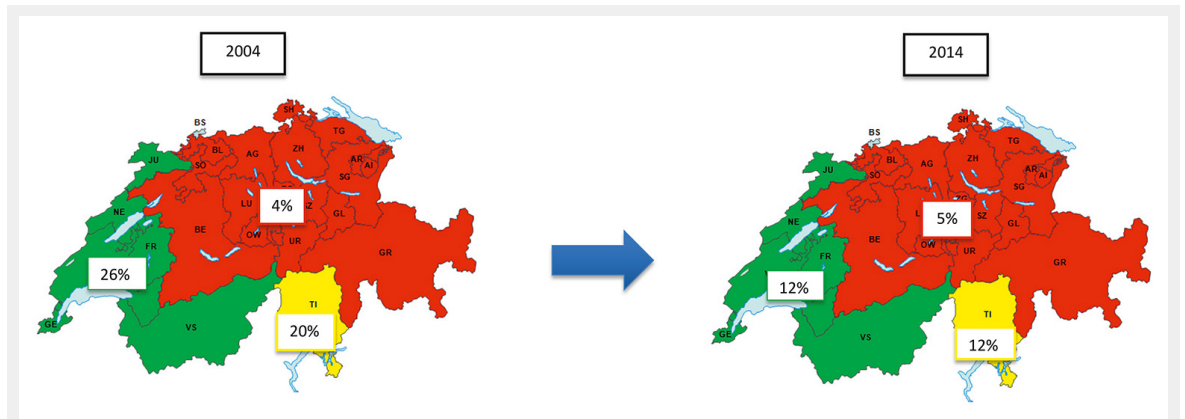 2004
SH
BS
TG
BL
AG
ZH
JU
SO
AR
AI
SG
LU
4%
SZ
GL
NE
BE
OW
UR
FR
GR
26%
TI
GE
VS
20%
2014
SH
BS
TG
BL
AG
ZH
JU
SO
AR
AI
SG
L
ZG
SZ
5%
GL
NE
BE
OW
UR
FR
GR
12%
TI
GE
VS
12%